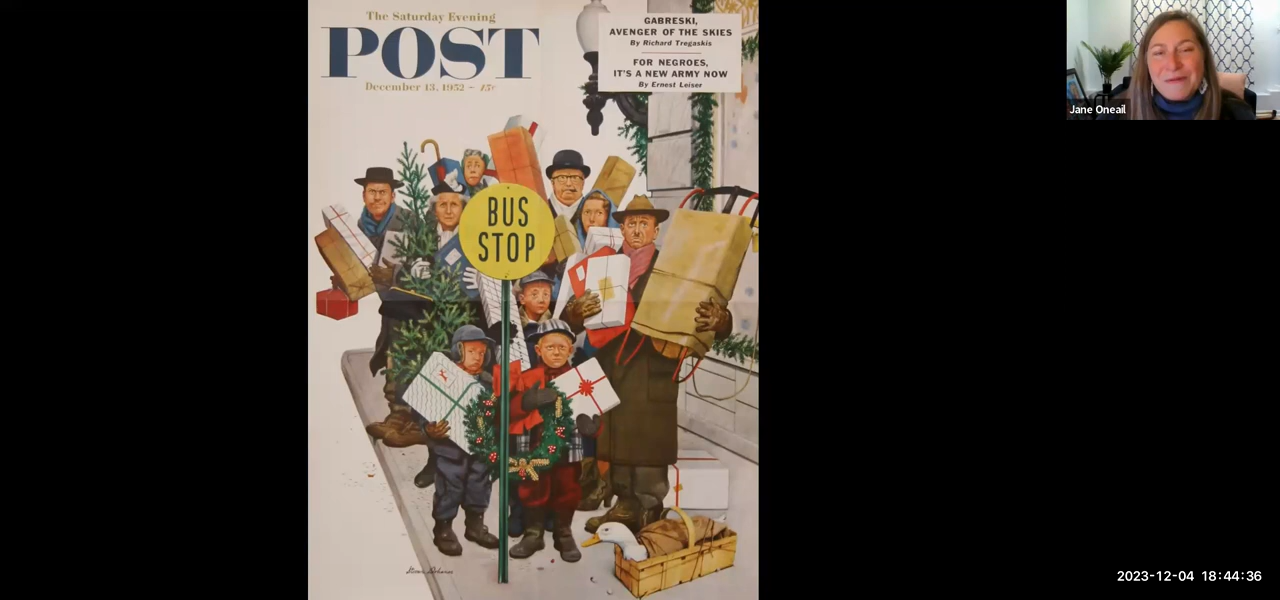 The Saturday Evening
POST
December 13, 1952 – 15¢
GABRESKI,
AVENGER OF THE SKIES
By Richard Tregaskis
FOR NEGROES,
IT'S A NEW ARMY NOW
By Ernest Leiser
BUS
STOP
Jane Oneail
2023-12-04 18:44:36